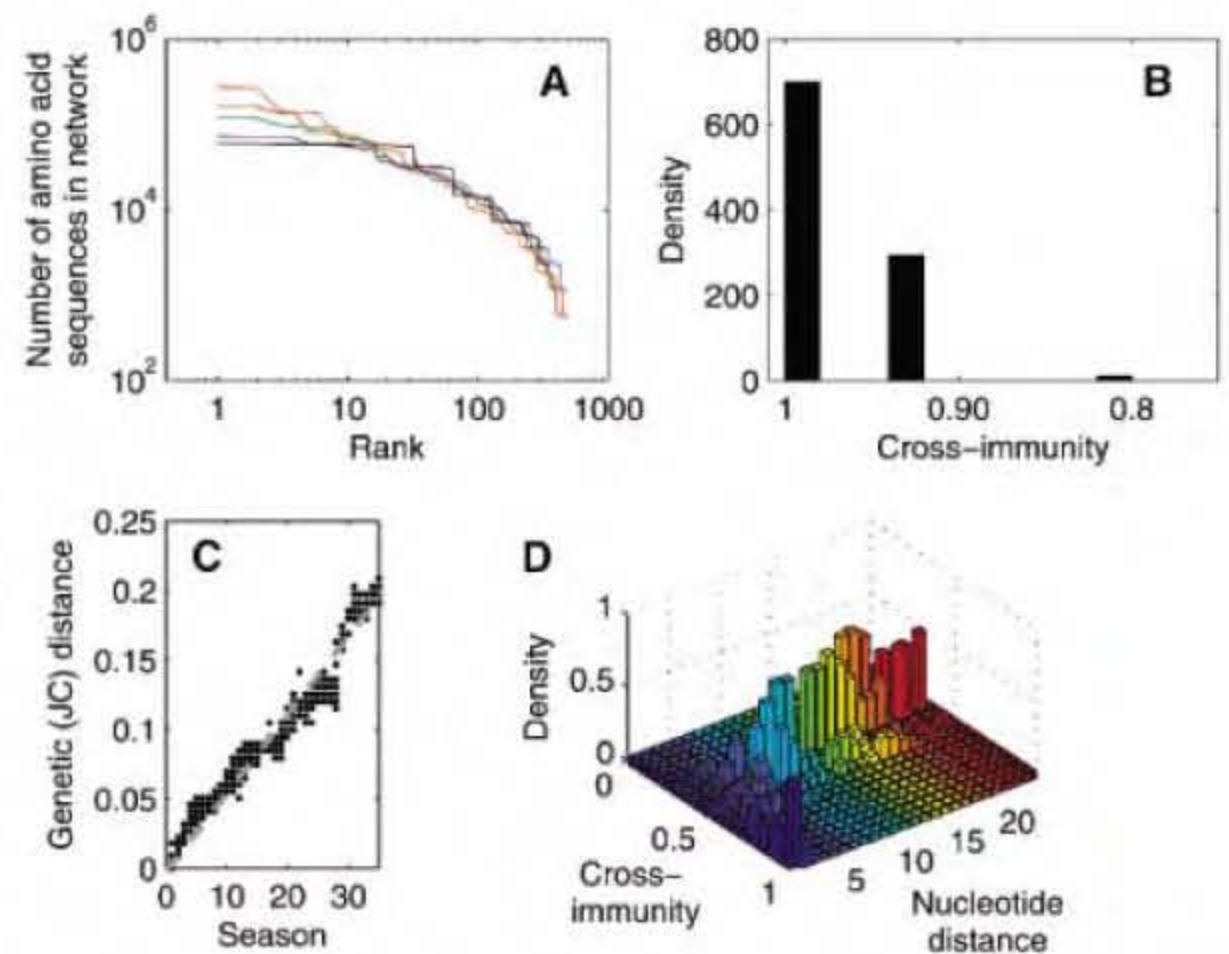 A
Number of amino acid
sequences in network
10^6
10^4
10^2
1 10 100 1000
Rank
B
Density
800
600
400
200
0
1 0.90 0.8
Cross-immunity
C
Genetic (JC) distance
0.25
0.2
0.15
0.1
0.05
0
0 10 20 30
Season
D
Density
1
0.5
0
0
0.5
1
Cross-
immunity
5 10 15 20
Nucleotide
distance